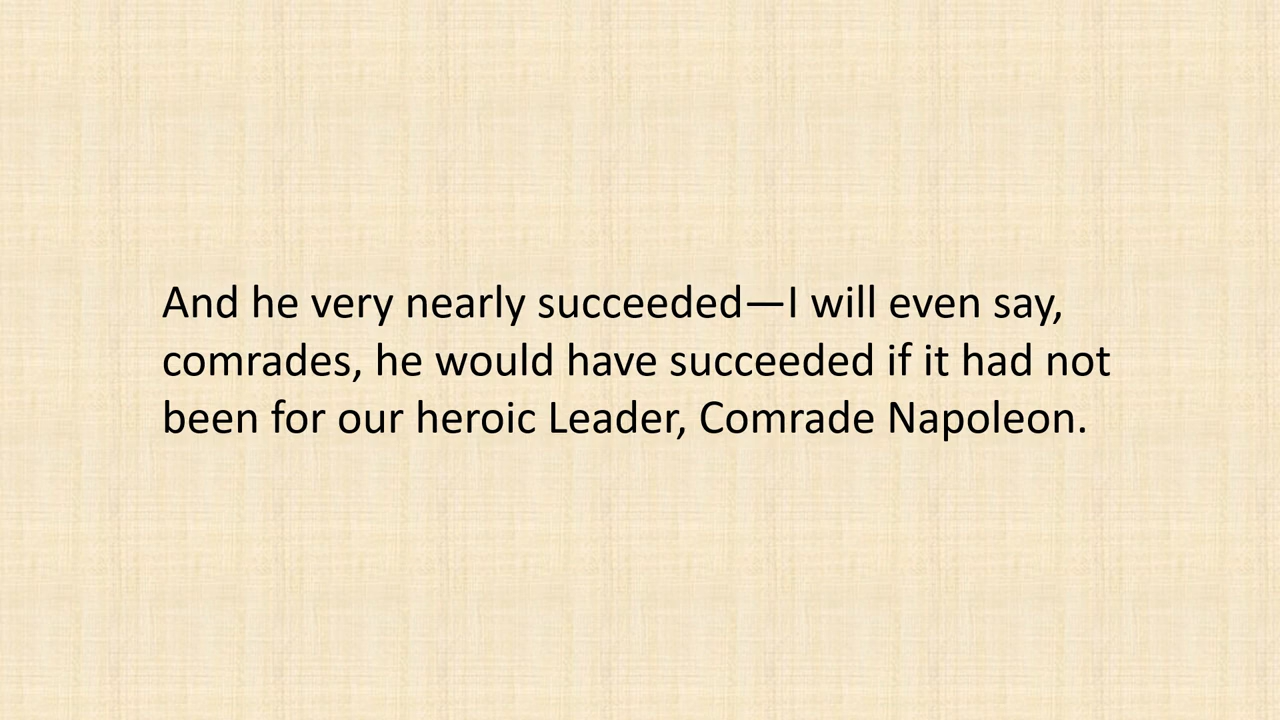 And he very nearly succeeded—I will even say,
comrades, he would have succeeded if it had not
been for our heroic Leader, Comrade Napoleon.